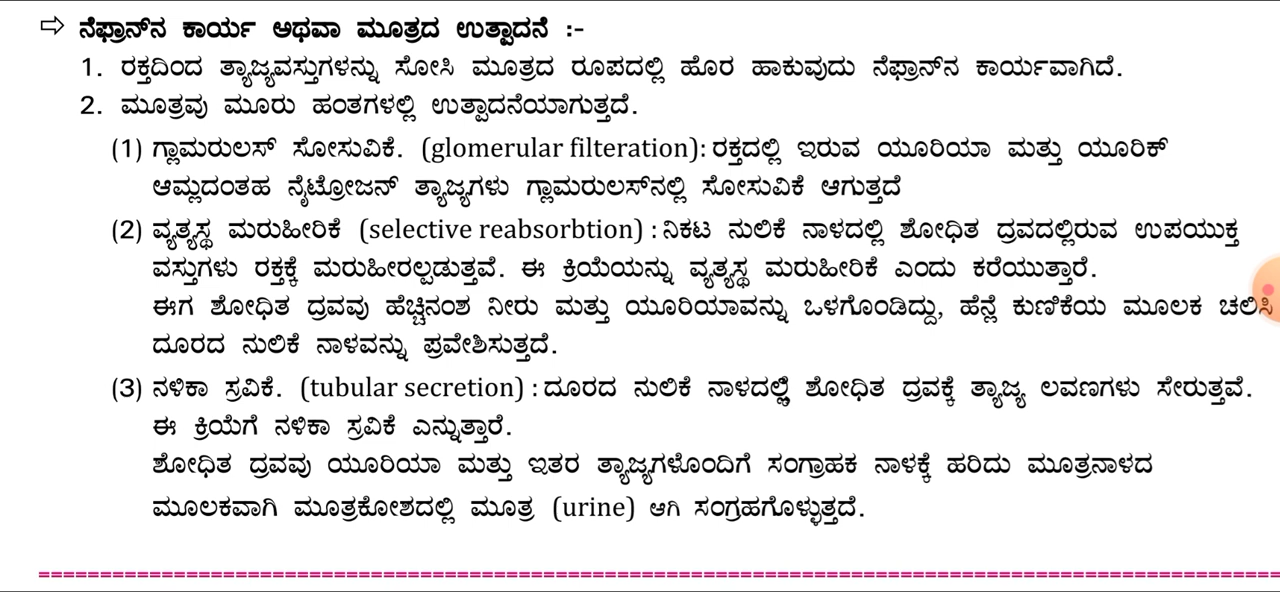 ⇨ ನೆಫ್ರಾನ್‌ನ ಕಾರ್ಯ ಅಥವಾ ಮೂತ್ರದ ಉತ್ಪಾದನೆ :-
1. ರಕ್ತದಿಂದ ತ್ಯಾಜ್ಯವಸ್ತುಗಳನ್ನು ಸೋಸಿ ಮೂತ್ರದ ರೂಪದಲ್ಲಿ ಹೊರ ಹಾಕುವುದು ನೆಫ್ರಾನ್‌ನ ಕಾರ್ಯವಾಗಿದೆ.
2. ಮೂತ್ರವು ಮೂರು ಹಂತಗಳಲ್ಲಿ ಉತ್ಪಾದನೆಯಾಗುತ್ತದೆ.
(1) ಗ್ಲಾಮರುಲಸ್ ಸೋಸುವಿಕೆ. (glomerular filteration): ರಕ್ತದಲ್ಲಿ ಇರುವ ಯೂರಿಯಾ ಮತ್ತು ಯೂರಿಕ್
ಆಮ್ಲದಂತಹ ನೈಟ್ರೋಜನ್ ತ್ಯಾಜ್ಯಗಳು ಗ್ಲಾಮರುಲಸ್‌ನಲ್ಲಿ ಸೋಸುವಿಕೆ ಆಗುತ್ತದೆ
(2) ವ್ಯತ್ಯಸ್ಥ ಮರುಹೀರಿಕೆ (selective reabsorbtion) : ನಿಕಟ ನುಲಿಕೆ ನಾಳದಲ್ಲಿ ಶೋಧಿತ ದ್ರವದಲ್ಲಿರುವ ಉಪಯುಕ್ತ
ವಸ್ತುಗಳು ರಕ್ತಕ್ಕೆ ಮರುಹೀರಲ್ಪಡುತ್ತವೆ. ಈ ಕ್ರಿಯೆಯನ್ನು ವ್ಯತ್ಯಸ್ಥ ಮರುಹೀರಿಕೆ ಎಂದು ಕರೆಯುತ್ತಾರೆ.
ಈಗ ಶೋಧಿತ ದ್ರವವು ಹೆಚ್ಚಿನಂಶ ನೀರು ಮತ್ತು ಯೂರಿಯಾವನ್ನು ಒಳಗೊಂಡಿದ್ದು, ಹೆನ್ಲೆ ಕುಣಿಕೆಯ ಮೂಲಕ ಚಲಿಸಿ
ದೂರದ ನುಲಿಕೆ ನಾಳವನ್ನು ಪ್ರವೇಶಿಸುತ್ತದೆ.
(3) ನಳಿಕಾ ಸ್ರವಿಕೆ. (tubular secretion) : ದೂರದ ನುಲಿಕೆ ನಾಳದಲ್ಲಿ ಶೋಧಿತ ದ್ರವಕ್ಕೆ ತ್ಯಾಜ್ಯ ಲವಣಗಳು ಸೇರುತ್ತವೆ.
ಈ ಕ್ರಿಯೆಗೆ ನಳಿಕಾ ಸ್ರವಿಕೆ ಎನ್ನುತ್ತಾರೆ.
ಶೋಧಿತ ದ್ರವವು ಯೂರಿಯಾ ಮತ್ತು ಇತರ ತ್ಯಾಜ್ಯಗಳೊಂದಿಗೆ ಸಂಗ್ರಾಹಕ ನಾಳಕ್ಕೆ ಹರಿದು ಮೂತ್ರನಾಳದ
ಮೂಲಕವಾಗಿ ಮೂತ್ರಕೋಶದಲ್ಲಿ ಮೂತ್ರ (urine) ಆಗಿ ಸಂಗ್ರಹಗೊಳ್ಳುತ್ತದೆ.